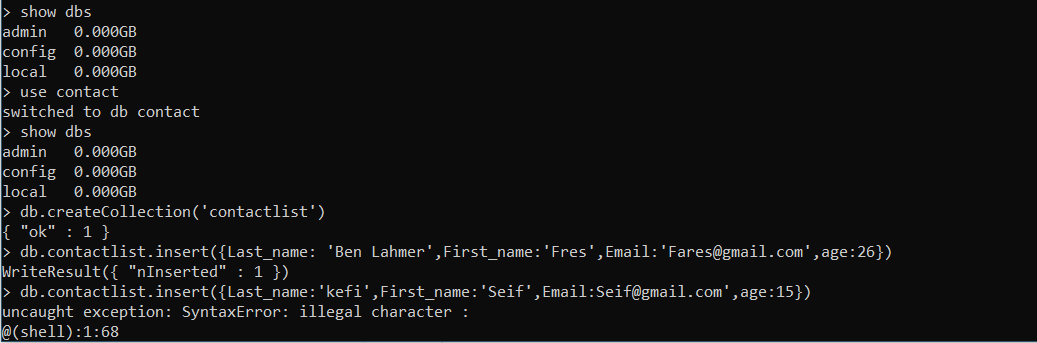 > show dbs
admin   0.000GB
config  0.000GB
local   0.000GB
> use contact
switched to db contact
> show dbs
admin   0.000GB
config  0.000GB
local   0.000GB
> db.createCollection('contactlist')
{ "ok" : 1 }
> db.contactlist.insert({Last_name: 'Ben Lahmer',First_name:'Fres',Email:'Fares@gmail.com',age:26})
WriteResult({ "nInserted" : 1 })
> db.contactlist.insert({Last_name:'kefi',First_name:'Seif',Email:Seif@gmail.com',age:15})
uncaught exception: SyntaxError: illegal character :
@(shell):1:68